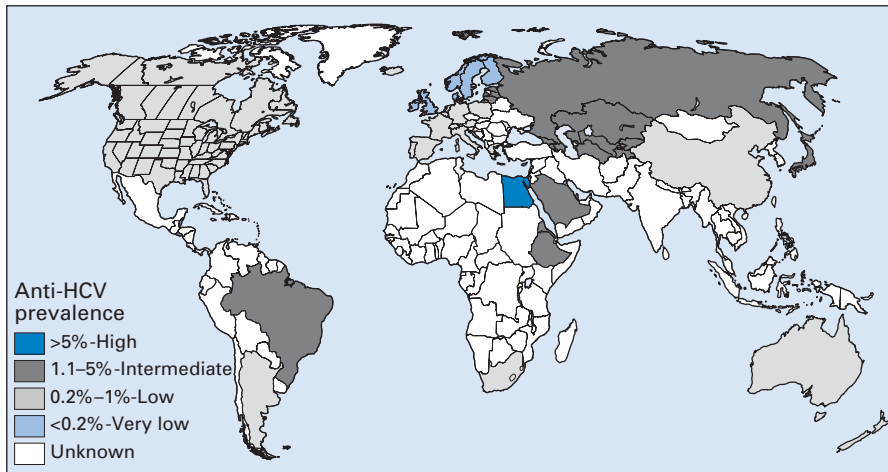 Anti-HCV
prevalence
>5%-High
1.1–5%-Intermediate
0.2%–1%-Low
<0.2%-Very low
Unknown